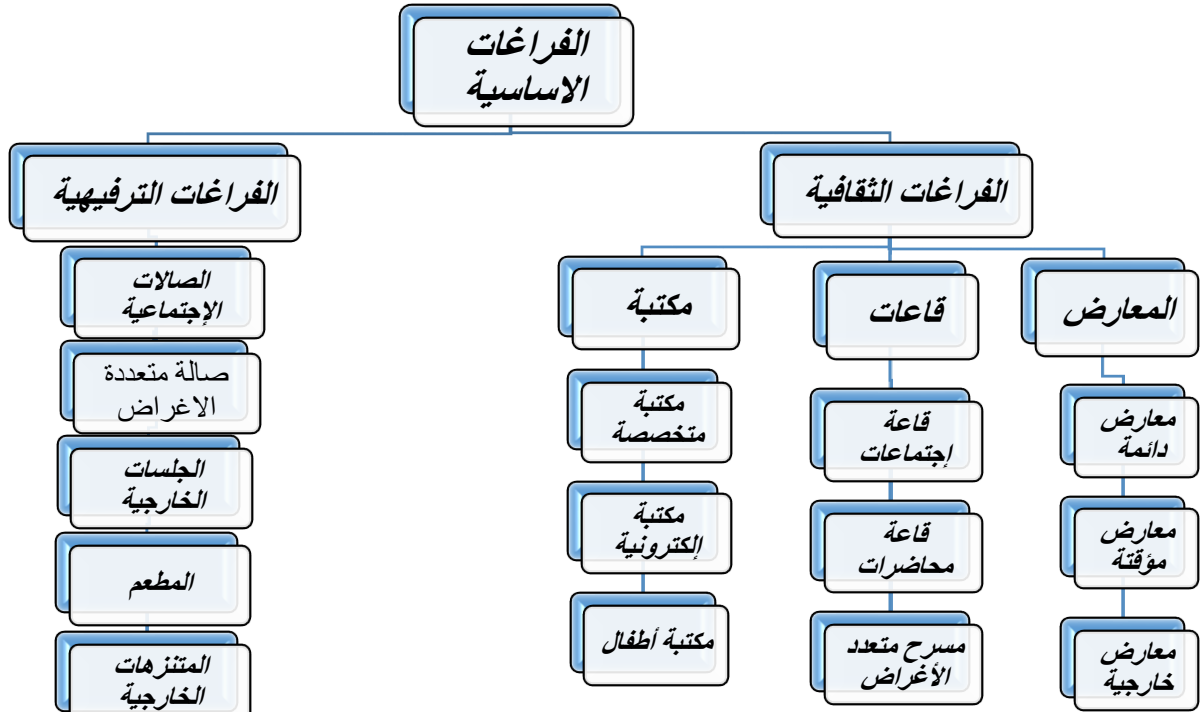 الفراغات
الاساسية
الفراغات الثقافية
الفراغات الترفيهية
المعارض
معارض
دائمة
معارض
مؤقتة
معارض
خارجية
قاعات
قاعة
إجتماعات
قاعة
محاضرات
مسرح متعدد
الأغراض
مكتبة
مكتبة
متخصصة
مكتبة
إلكترونية
مكتبة أطفال
الصالات
الإجتماعية
صالة متعددة
الاغراض
الجلسات
الخارجية
المطعم
المتنزهات
الخارجية